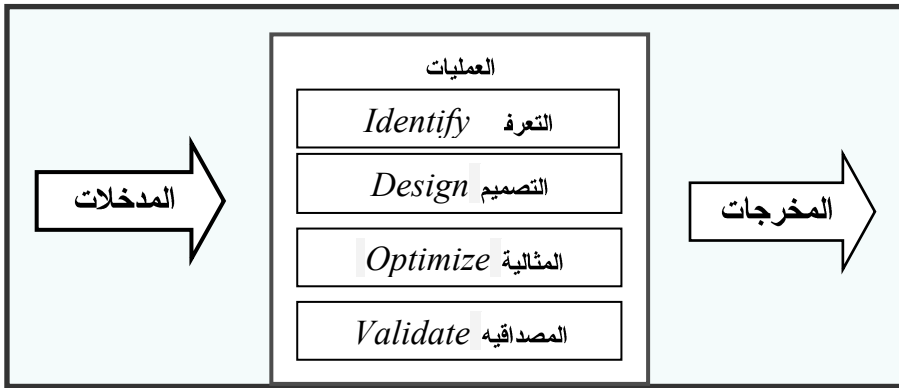 العمليات
التعرف Identify
التصميم Design
المثالية Optimize
المصداقيه Validate
المدخلات
المخرجات